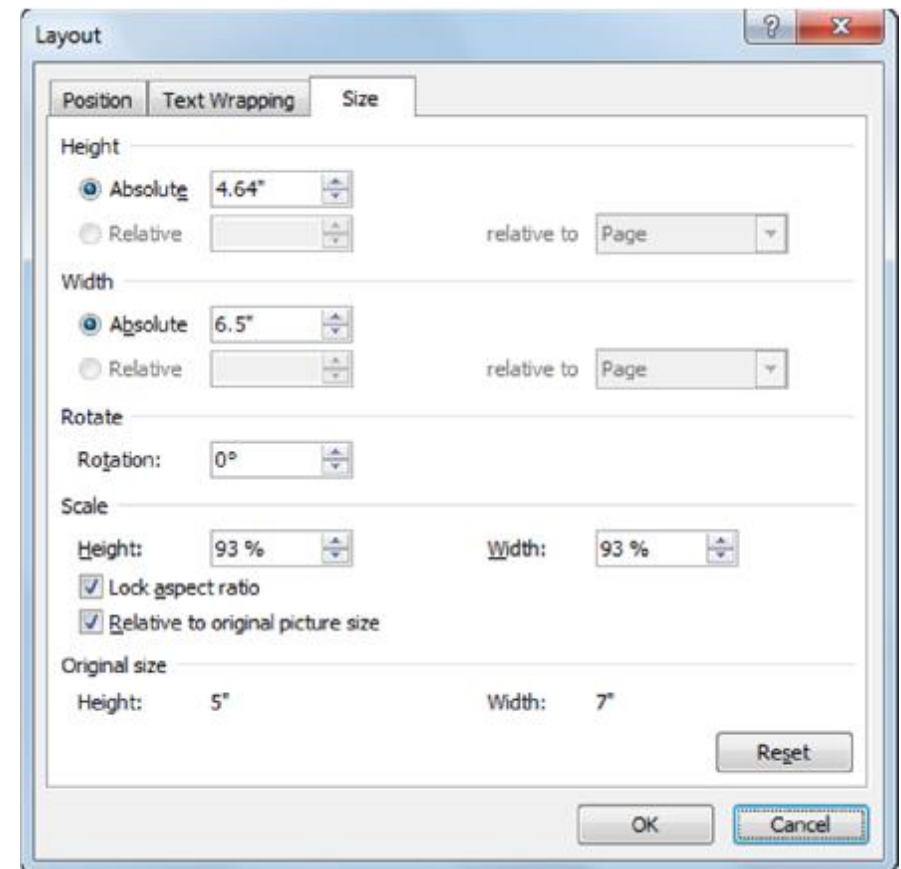 Layout
Position Text Wrapping Size
Height
Absolute 4.64"
Relative relative to Page
Width
Absolute 6.5"
Relative relative to Page
Rotate
Rotation: 0°
Scale
Height: 93 % Width: 93 %
Lock aspect ratio
Relative to original picture size
Original size
Height: 5" Width: 7"
Reset
OK Cancel